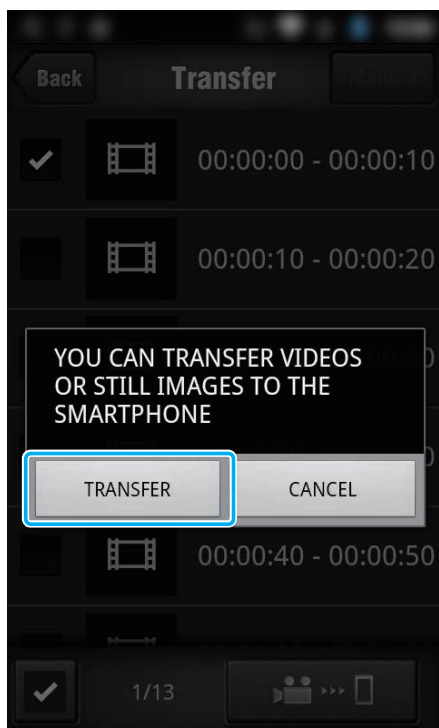 Back
Transfer
Manual
00:00:00 - 00:00:10
00:00:10 - 00:00:20
YOU CAN TRANSFER VIDEOS
OR STILL IMAGES TO THE
SMARTPHONE
TRANSFER
CANCEL
00:00:40 - 00:00:50
1/13